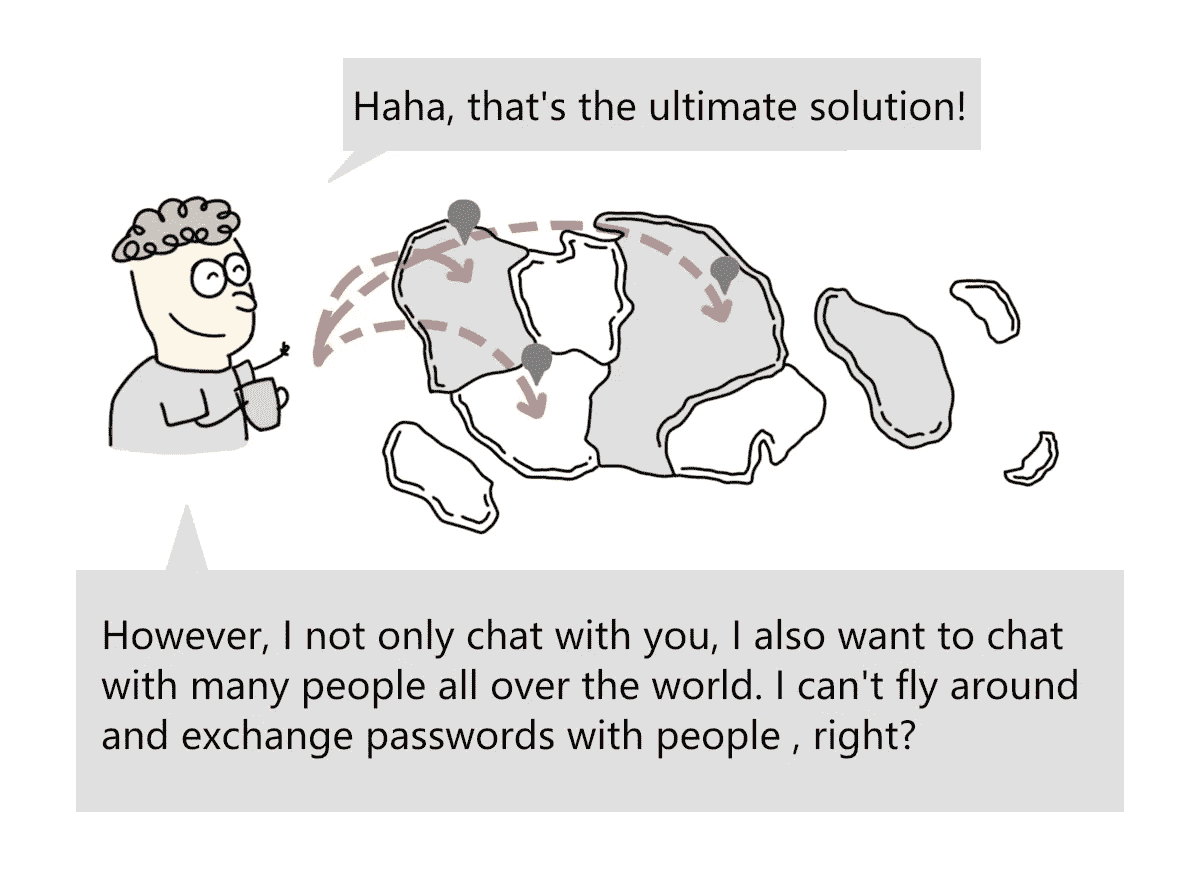 Haha, that's the ultimate solution!
However, I not only chat with you, I also want to chat
with many people all over the world. I can't fly around
and exchange passwords with people , right?